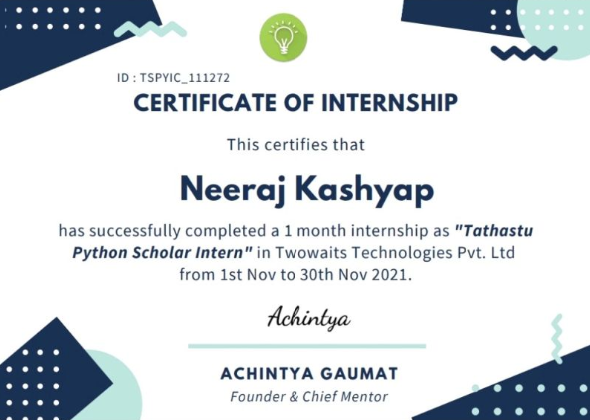 ID : TSPYIC_111272
CERTIFICATE OF INTERNSHIP
This certifies that
Neeraj Kashyap
has successfully completed a 1 month internship as "Tathastu
Python Scholar Intern" in Twowaits Technologies Pvt. Ltd
from 1st Nov to 30th Nov 2021.
Achintya
ACHINTYA GAUMAT
Founder & Chief Mentor